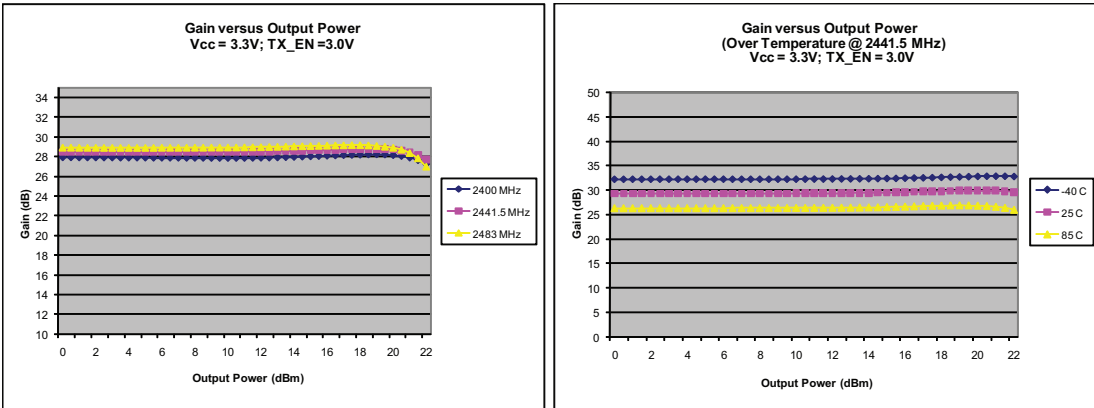 Gain versus Output Power
Vcc = 3.3V; TX_EN =3.0V
34
32
30
28
26
24
22
20
18
16
14
12
10
Gain (dB)
0 2 4 6 8 10 12 14 16 18 20 22
Output Power (dBm)
2400 MHz
2441.5 MHz
2483 MHz
Gain versus Output Power
(Over Temperature @ 2441.5 MHz)
Vcc = 3.3V; TX_EN = 3.0V
50
45
40
35
30
25
20
15
10
5
0
Gain (dB)
0 2 4 6 8 10 12 14 16 18 20 22
Output Power (dBm)
-40 C
25 C
85 C